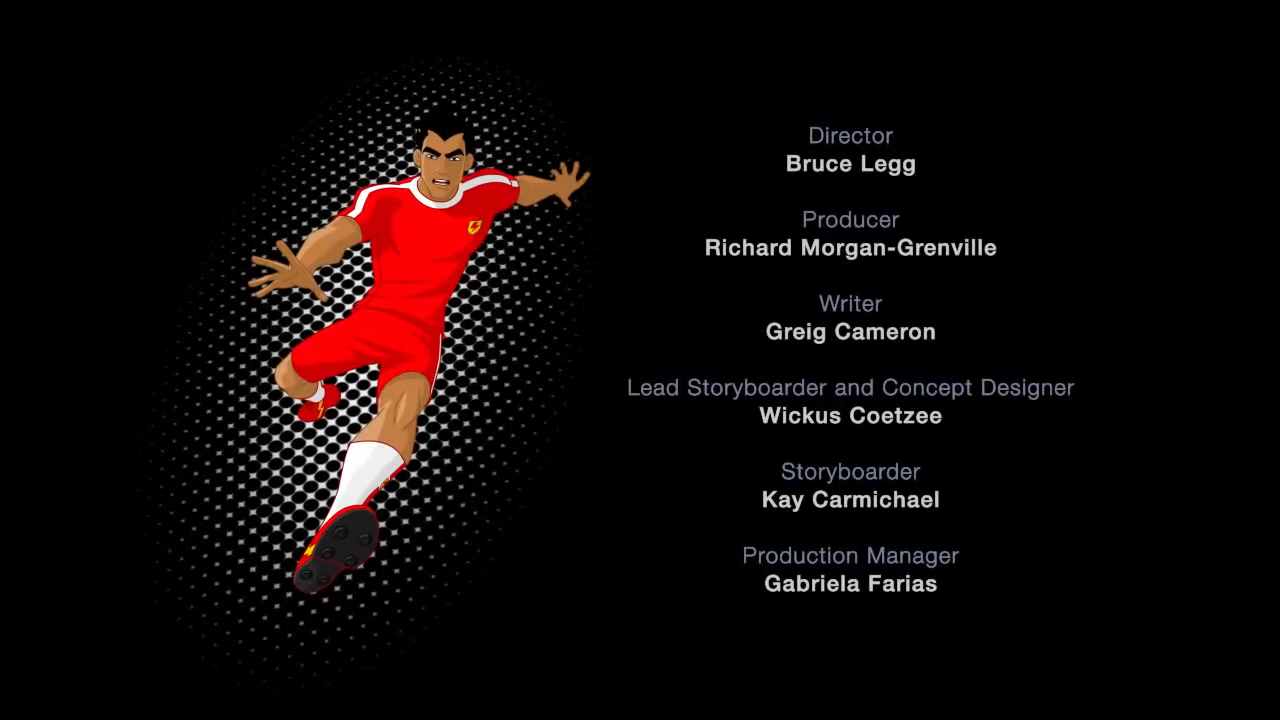 Director
Bruce Legg
Producer
Richard Morgan-Grenville
Writer
Greig Cameron
Lead Storyboarder and Concept Designer
Wickus Coetzee
Storyboarder
Kay Carmichael
Production Manager
Gabriela Farias